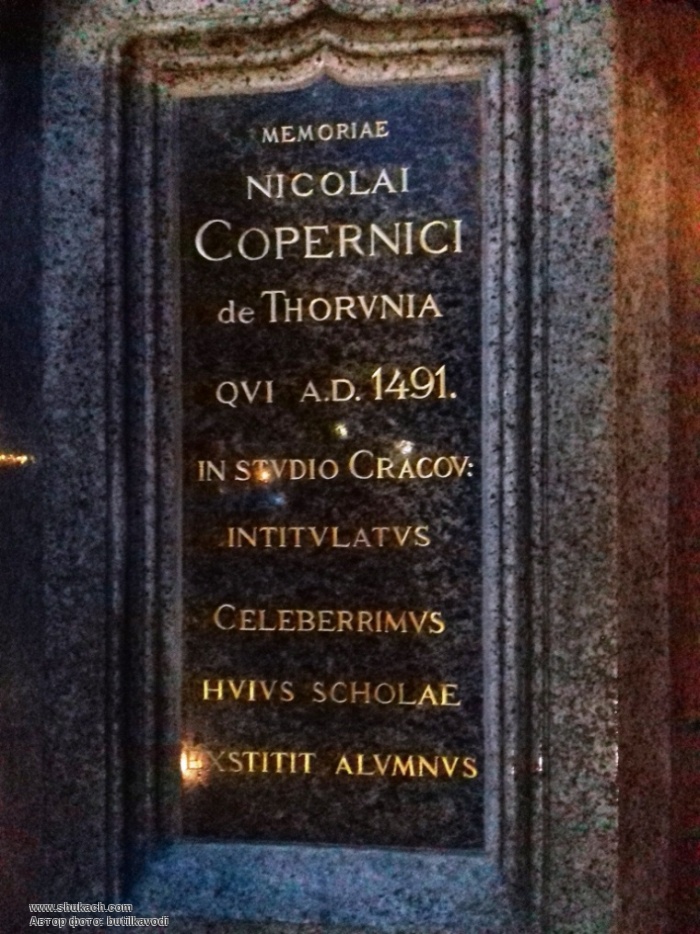 MEMORIAE
NICOLAI
COPERNICI
de THORVNIA
QVI A.D. 1491.
IN STVDIO CRACOV:
INTITVLATVS
CELEBERRIMVS
HVIVS SCHOLAE
EXSTITIT ALVMNVS
www.shukach.com
Автор фото: butilkavodi